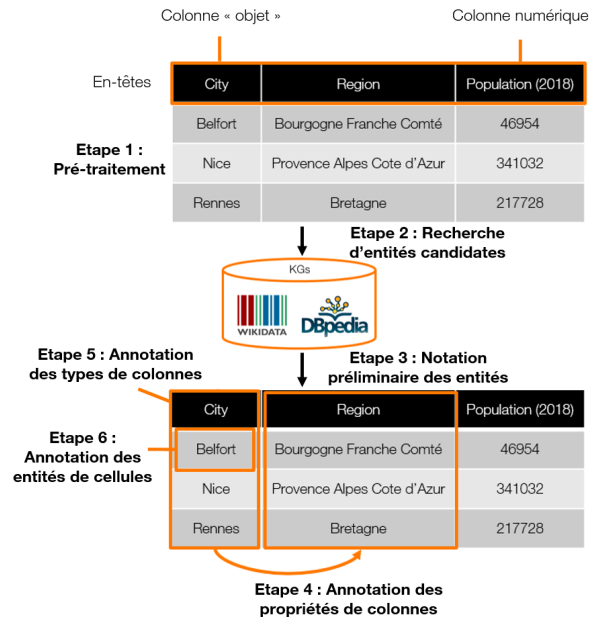 Colonne « objet »
Colonne numérique
En-têtes
City Region Population (2018)
Belfort Bourgogne Franche Comté 46954
Etape 1 :
Pré-traitement
Nice Provence Alpes Cote d'Azur 341032
Rennes Bretagne 217728
Etape 2 : Recherche
d'entités candidates
KGs
WIKIDATA
DBpedia
Etape 5 : Annotation
des types de colonnes
Etape 3 : Notation
préliminaire des entités
City Region Population (2018)
Etape 6 :
Annotation des
entités de cellules
Belfort Bourgogne Franche Comté 46954
Nice Provence Alpes Cote d'Azur 341032
Rennes Bretagne 217728
Etape 4 : Annotation des
propriétés de colonnes